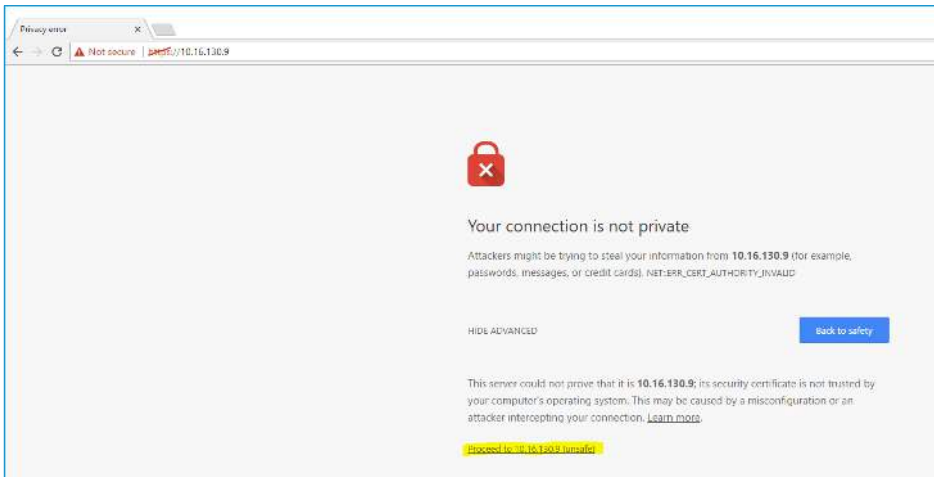 Privacy error
Not secure | https://10.16.130.9
Your connection is not private
Attackers might be trying to steal your information from 10.16.130.9 (for example,
passwords, messages, or credit cards). NET::ERR_CERT_AUTHORITY_INVALID
HIDE ADVANCED
Back to safety
This server could not prove that it is 10.16.130.9; its security certificate is not trusted by
your computer's operating system. This may be caused by a misconfiguration or an
attacker intercepting your connection. Learn more.
Proceed to 10.16.130.9 (unsafe)